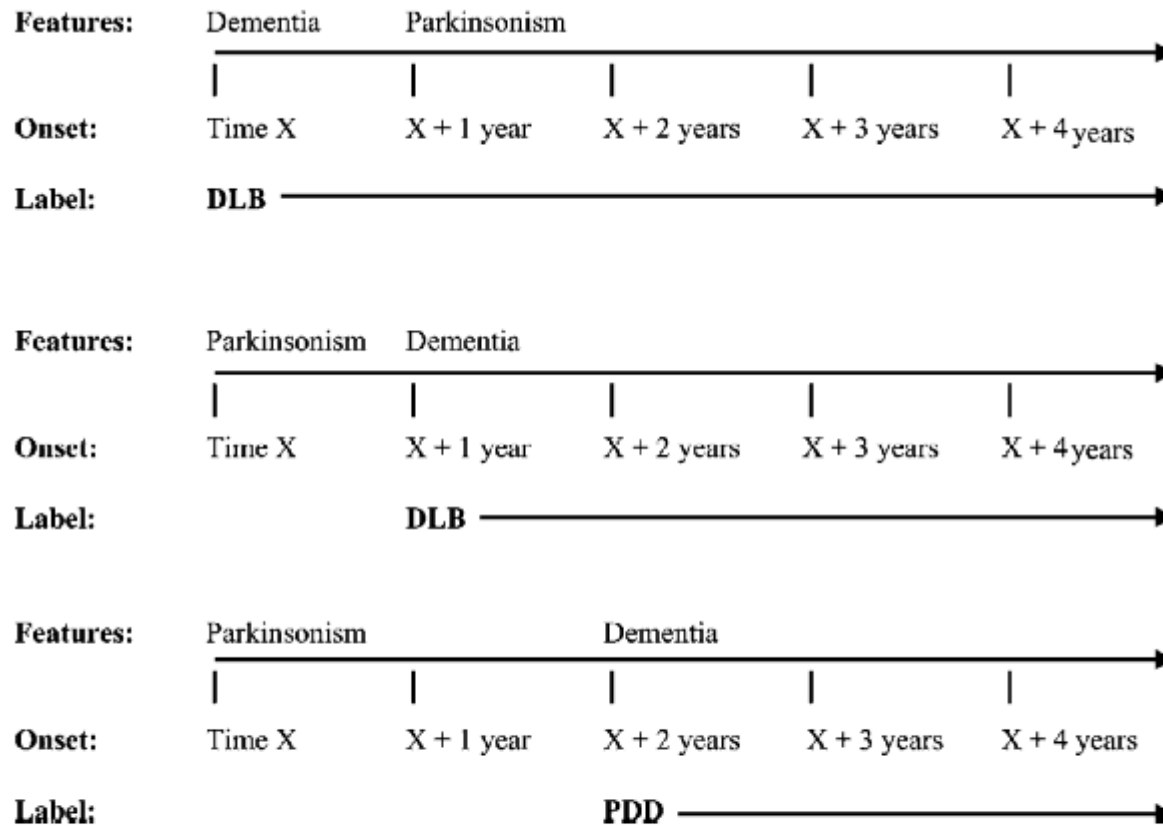 Features: Dementia Parkinsonism
Onset: Time X X + 1 year X + 2 years X + 3 years X + 4 years
Label: DLB
Features: Parkinsonism Dementia
Onset: Time X X + 1 year X + 2 years X + 3 years X + 4 years
Label: DLB
Features: Parkinsonism Dementia
Onset: Time X X + 1 year X + 2 years X + 3 years X + 4 years
Label: PDD